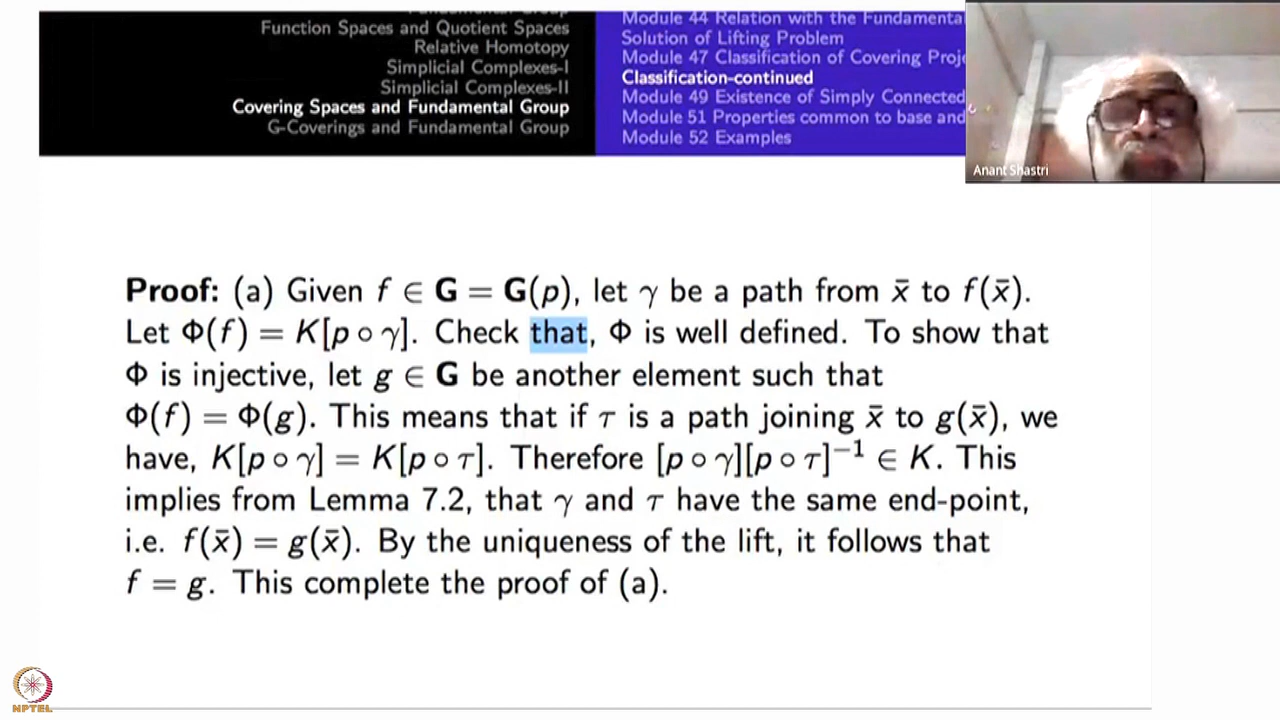 Function Spaces and Quotient Spaces
Relative Homotopy
Simplicial Complexes-I
Simplicial Complexes-II
Covering Spaces and Fundamental Group
G-Coverings and Fundamental Group
Module 44 Relation with the Fundamental
Solution of Lifting Problem
Module 47 Classification of Covering Proje
Classification-continued
Module 49 Existence of Simply Connected
Module 51 Properties common to base and
Module 52 Examples
Anant Shastri
Proof: (a) Given f ∈ G = G(p), let γ be a path from x̄ to f(x̄).
Let Φ(f) = K[p ∘ γ]. Check that, Φ is well defined. To show that
Φ is injective, let g ∈ G be another element such that
Φ(f) = Φ(g). This means that if τ is a path joining x̄ to g(x̄), we
have, K[p ∘ γ] = K[p ∘ τ]. Therefore [p ∘ γ][p ∘ τ]⁻¹ ∈ K. This
implies from Lemma 7.2, that γ and τ have the same end-point,
i.e. f(x̄) = g(x̄). By the uniqueness of the lift, it follows that
f = g. This complete the proof of (a).
NPTEL